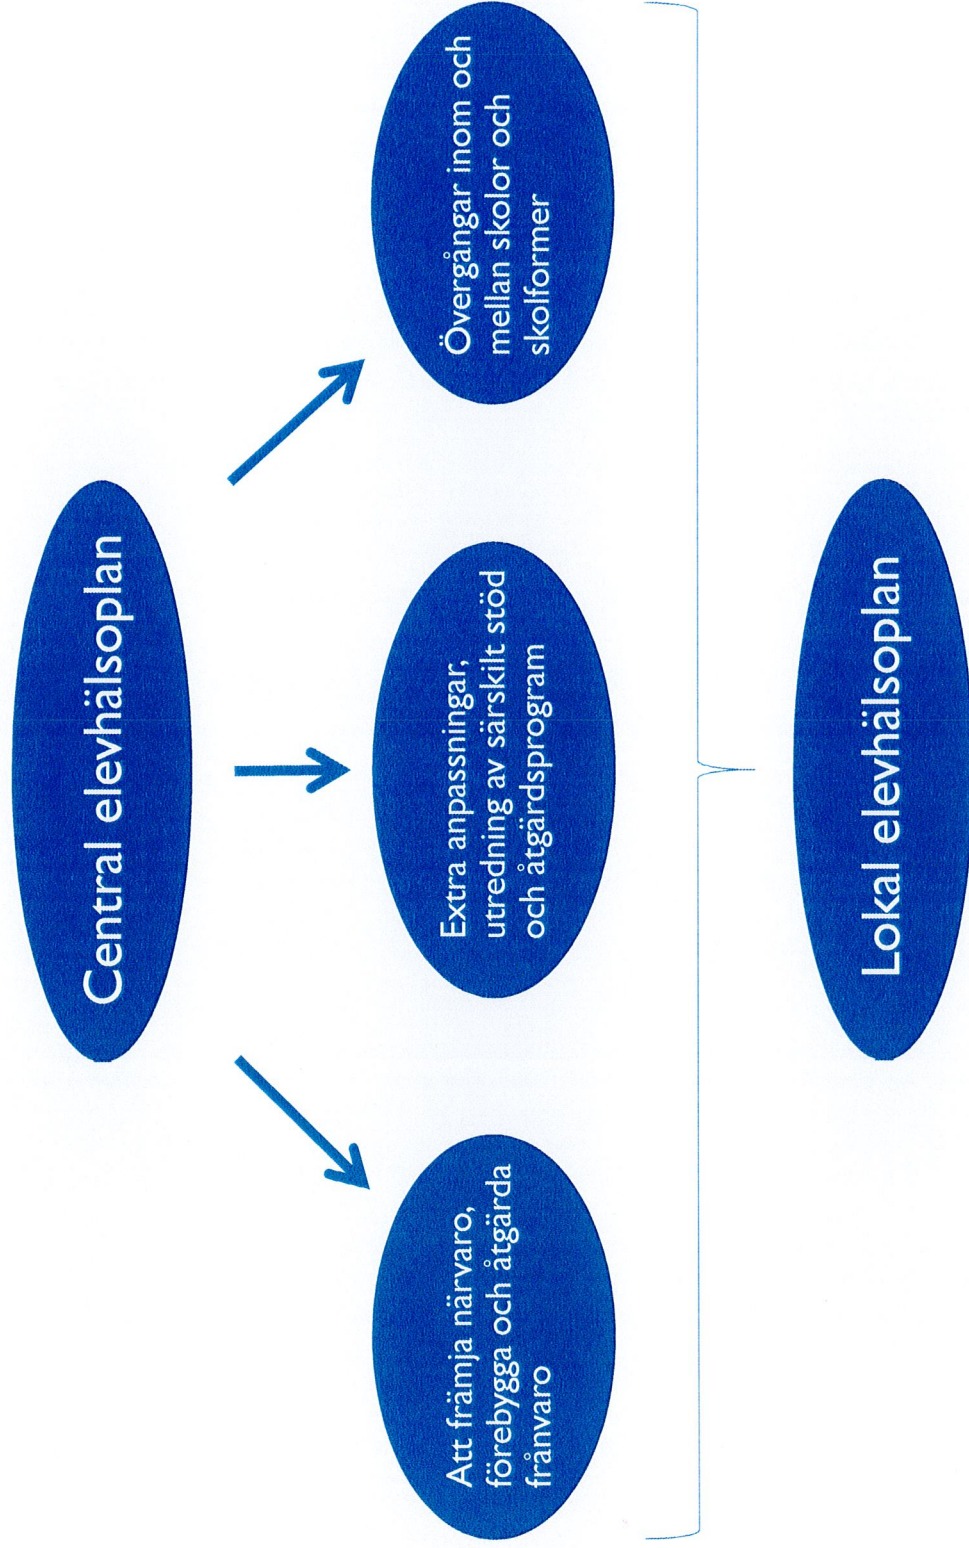 Central elevhälsoplan
Att främja närvaro,
förebygga och åtgärda
frånvaro
Extra anpassningar,
utredning av särskilt stöd
och åtgärdsprogram
Övergångar inom och
mellan skolor och
skolformer
Lokal elevhälsoplan